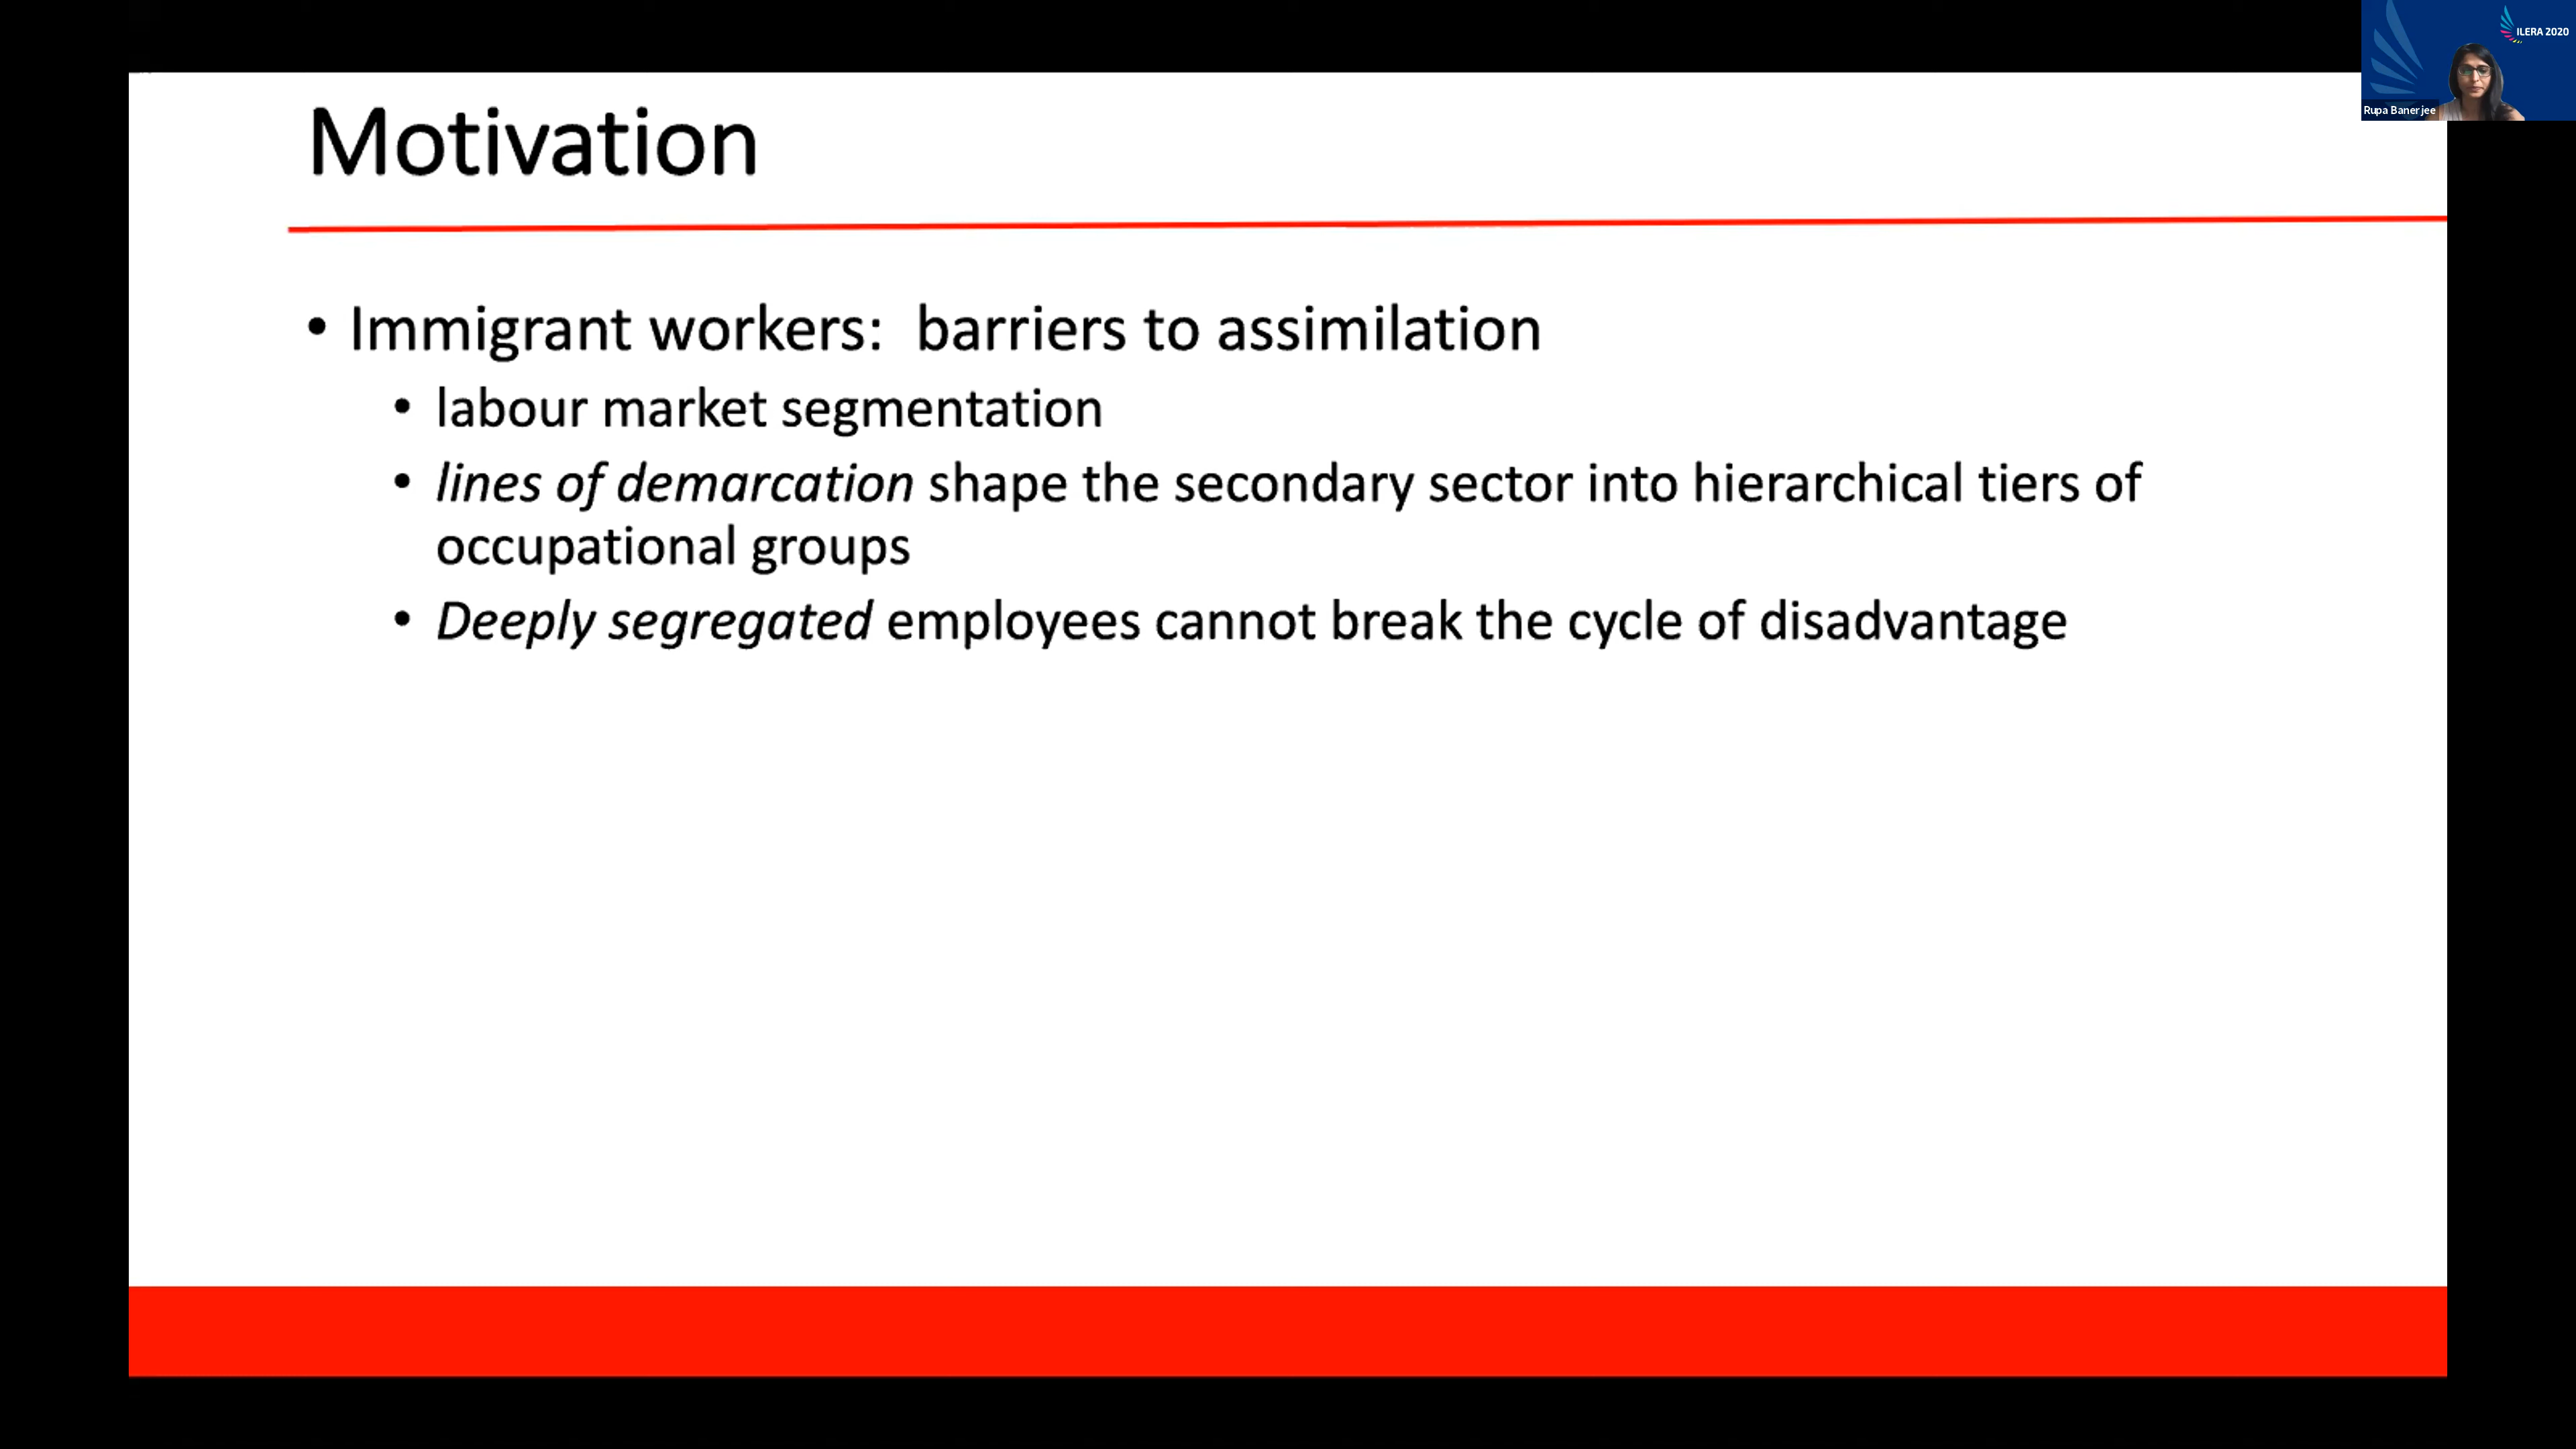 ILERA 2020
Rupa Banerjee
Motivation
• Immigrant workers:  barriers to assimilation
• labour market segmentation
• lines of demarcation shape the secondary sector into hierarchical tiers of
occupational groups
• Deeply segregated employees cannot break the cycle of disadvantage